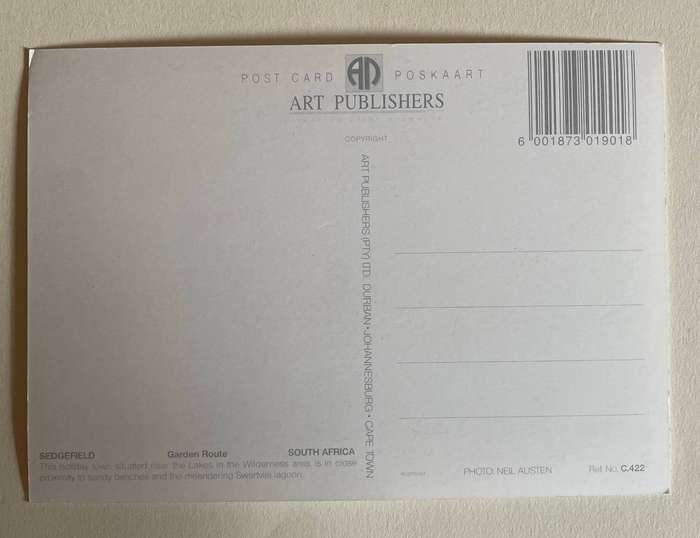 POST CARD AP POSKAART
ART PUBLISHERS
COPYRIGHT
6 001873 019018
ART PUBLISHERS (PTY) LTD. DURBAN • JOHANNESBURG • CAPE TOWN
SEDGEFIELD Garden Route SOUTH AFRICA
This holiday town, situated near the Lakes in the Wilderness area, is in close
proximity to sandy beaches and the meandering Swartvlei lagoon.
PHOTO: NEIL AUSTEN Ref. No. C.422